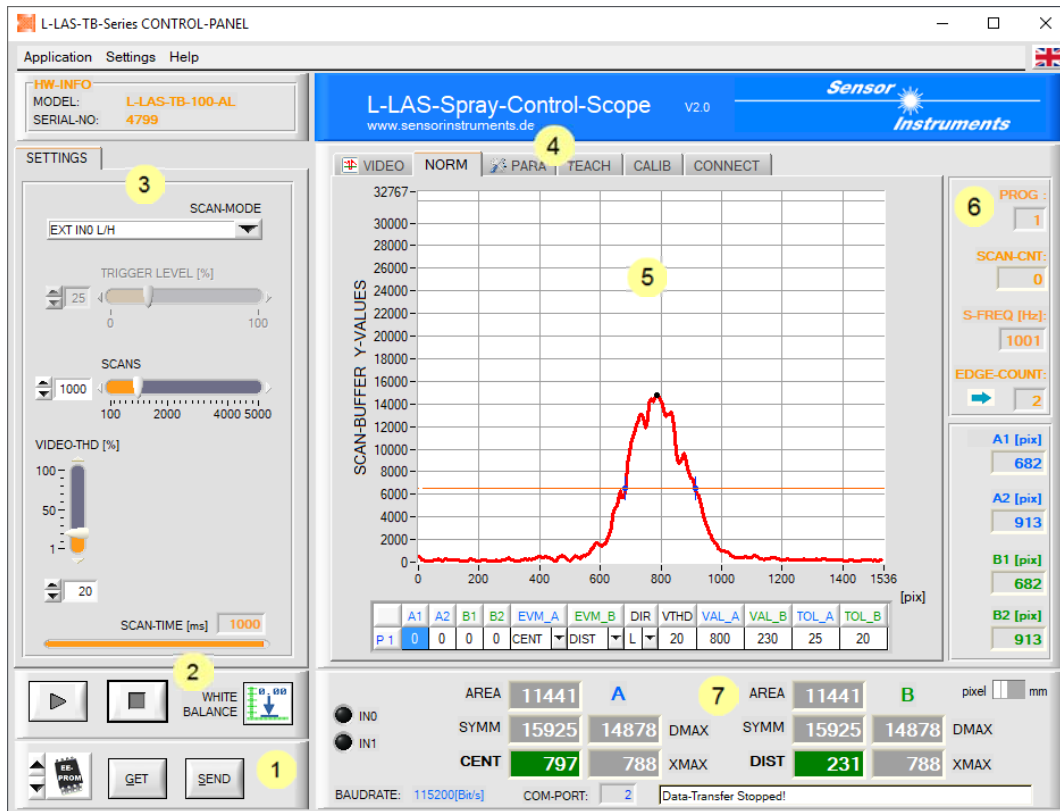 L-LAS-TB-Series CONTROL-PANEL
Application Settings Help
HW-INFO
MODEL: L-LAS-TB-100-AL
SERIAL-NO: 4799
L-LAS-Spray-Control-Scope V2.0
www.sensorinstruments.de
Sensor
Instruments
SETTINGS
3
SCAN-MODE
EXT IN0 L/H
TRIGGER LEVEL [%]
25
0 100
SCANS
1000
100 2000 4000 5000
VIDEO-THD [%]
100
50
1
20
SCAN-TIME [ms] 1000
2
WHITE
BALANCE
0.00
EE-
PROM
GET
SEND
1
4
VIDEO NORM PARA TEACH CALIB CONNECT
5
SCAN-BUFFER Y-VALUES
32767
30000
28000
26000
24000
22000
20000
18000
16000
14000
12000
10000
8000
6000
4000
2000
0
0 200 400 600 800 1000 1200 1400 1536
[pix]
A1 A2 B1 B2 EVM_A EVM_B DIR VTHD VAL_A VAL_B TOL_A TOL_B
P 1 0 0 0 0 CENT DIST L 20 800 230 25 20
6
PROG :
1
SCAN-CNT:
0
S-FREQ [Hz]:
1001
EDGE-COUNT:
2
A1 [pix]
682
A2 [pix]
913
B1 [pix]
682
B2 [pix]
913
IN0
IN1
AREA 11441 A
SYMM 15925 14878 DMAX
CENT 797 788 XMAX
7
AREA 11441 B
SYMM 15925 14878 DMAX
DIST 231 788 XMAX
pixel mm
BAUDRATE: 115200[Bit/s] COM-PORT: 2 Data-Transfer Stopped!